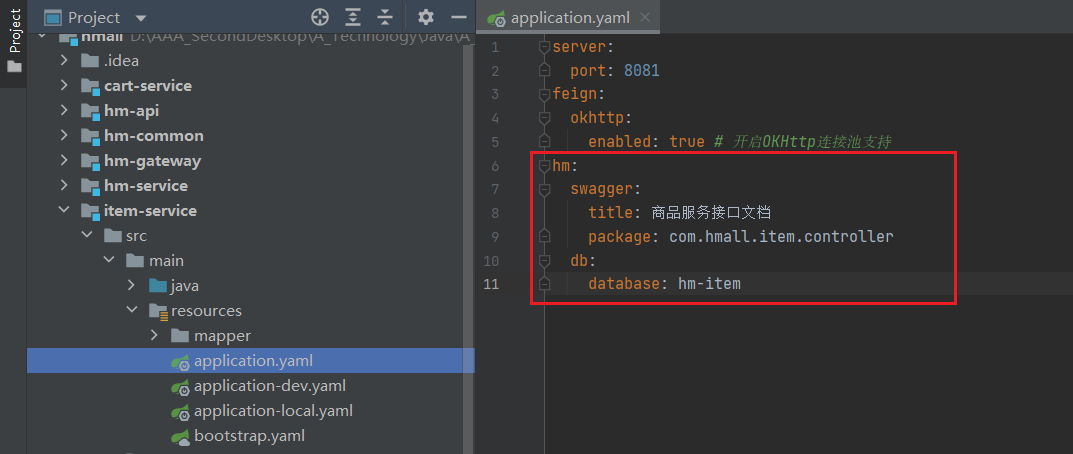 Project
Project
hmall D:\AAA_SecondDesktop\A_Technology\Java\A_
.idea
cart-service
hm-api
hm-common
hm-gateway
hm-service
item-service
src
main
java
resources
mapper
application.yaml
application-dev.yaml
application-local.yaml
bootstrap.yaml
application.yaml
1 server:
2 port: 8081
3 feign:
4 okhttp:
5 enabled: true # 开启OKHttp连接池支持
6 hm:
7 swagger:
8 title: 商品服务接口文档
9 package: com.hmall.item.controller
10 db:
11 database: hm-item